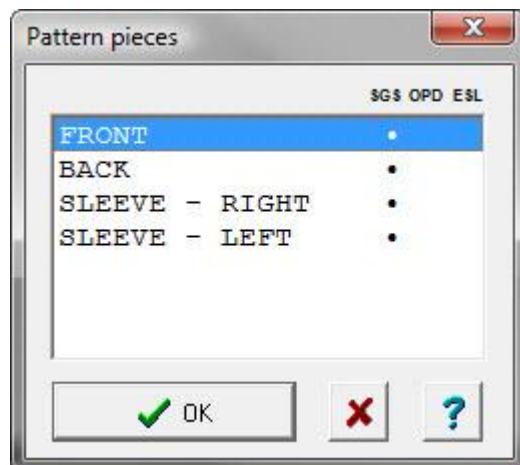 Pattern pieces
SGS OPD ESL
FRONT •
BACK •
SLEEVE - RIGHT •
SLEEVE - LEFT •
OK
?